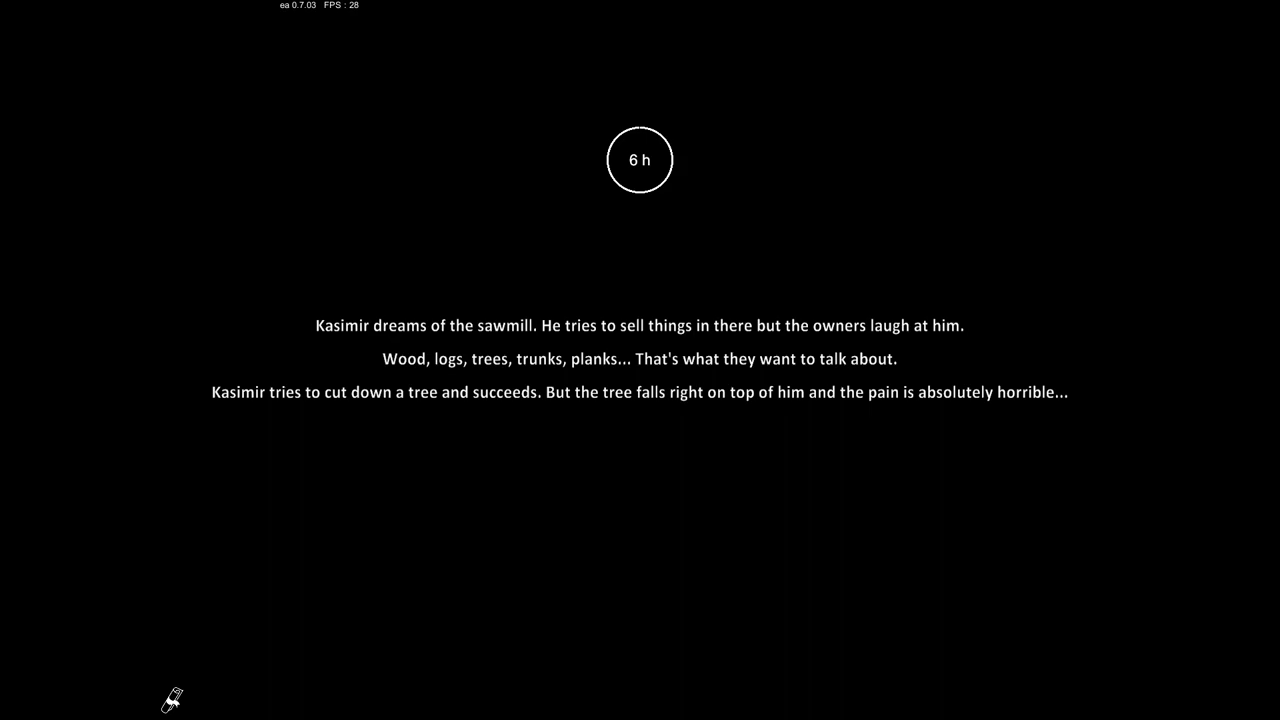 ea 0.7.03 FPS : 28
6 h
Kasimir dreams of the sawmill. He tries to sell things in there but the owners laugh at him.
Wood, logs, trees, trunks, planks... That's what they want to talk about.
Kasimir tries to cut down a tree and succeeds. But the tree falls right on top of him and the pain is absolutely horrible...